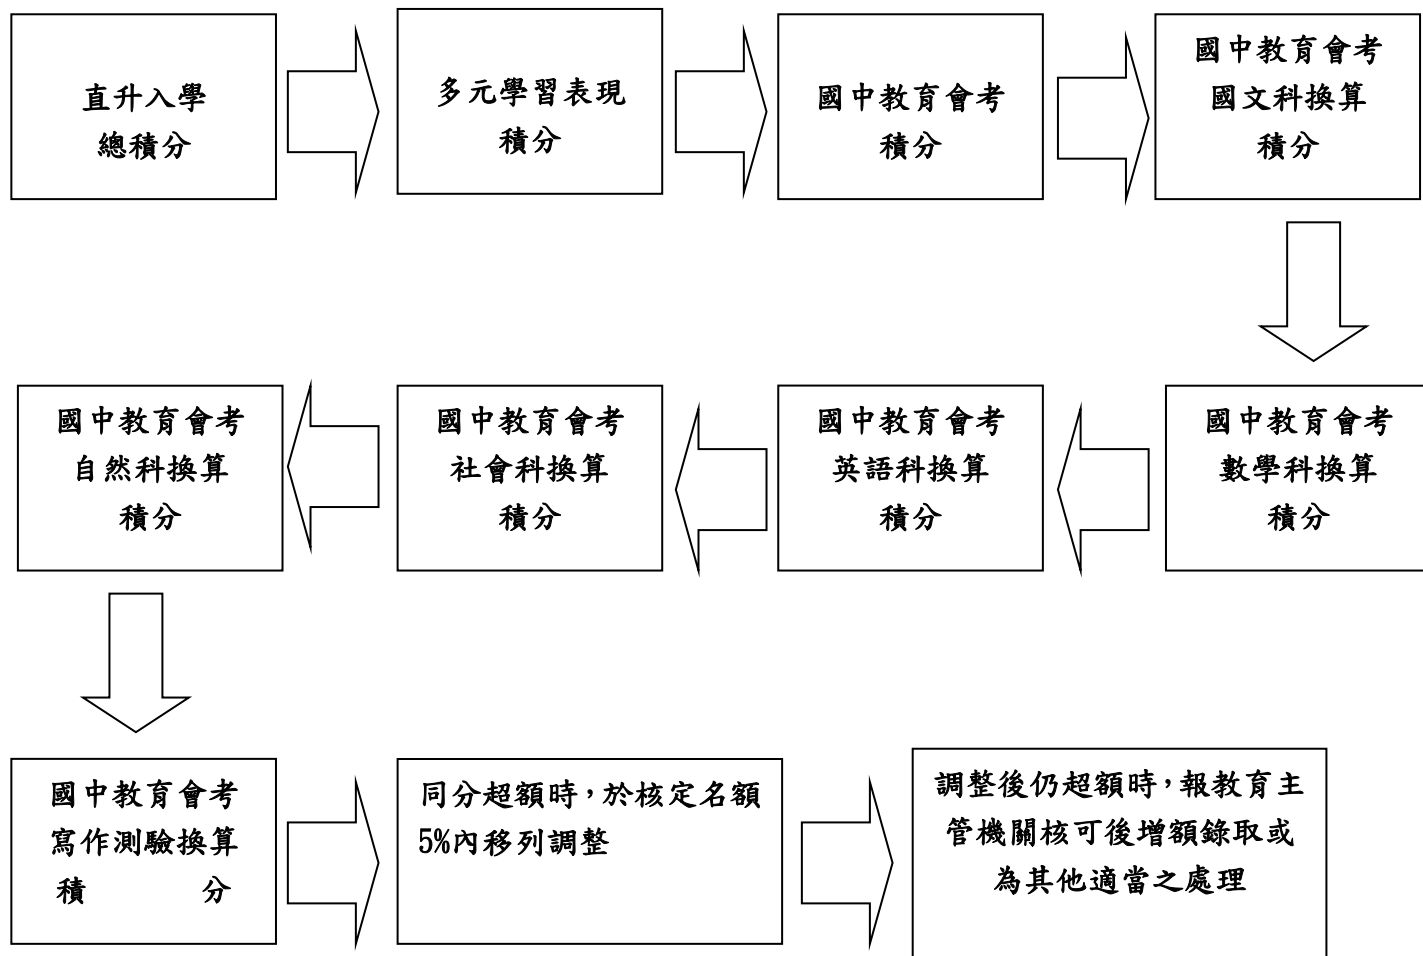 直升入學
總積分
多元學習表現
積分
國中教育會考
積分
國中教育會考
國文科換算
積分
國中教育會考
數學科換算
積分
國中教育會考
英語科換算
積分
國中教育會考
社會科換算
積分
國中教育會考
自然科換算
積分
國中教育會考
寫作測驗換算
積 分
同分超額時，於核定名額
5%內移列調整
調整後仍超額時，報教育主
管機關核可後增額錄取或
為其他適當之處理